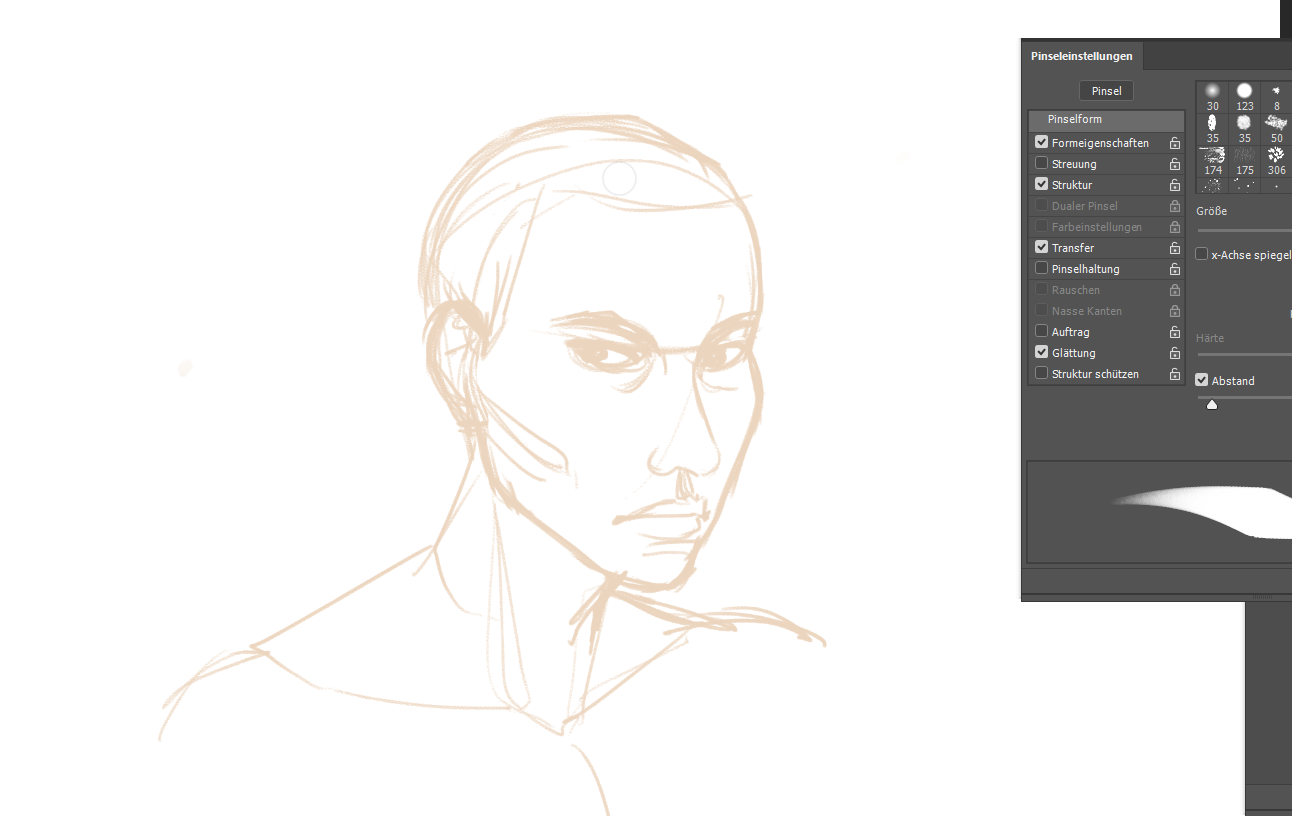 Pinseleinstellungen
Pinsel
Pinselform
Formeigenschaften
Streuung
Struktur
Dualer Pinsel
Farbeinstellungen
Transfer
Pinselhaltung
Rauschen
Nasse Kanten
Auftrag
Glättung
Struktur schützen
30 123 8
35 35 50
174 175 306
Größe
x-Achse spiegel
Härte
Abstand